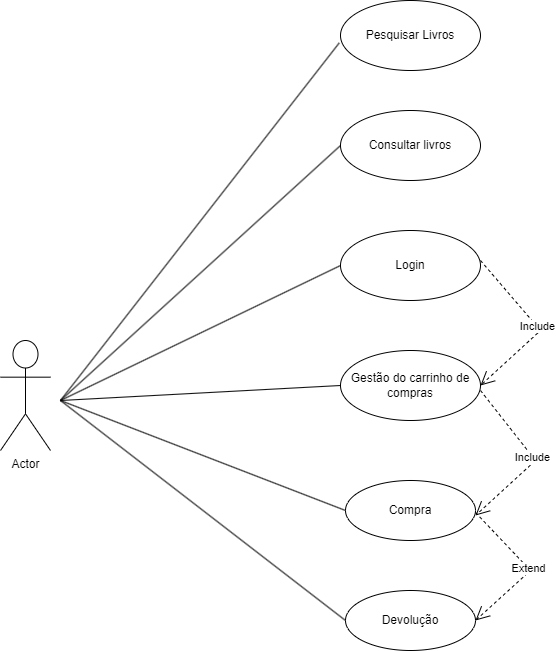 Pesquisar Livros
Consultar livros
Login
Include
Gestão do carrinho de
compras
Include
Actor
Compra
Extend
Devolução